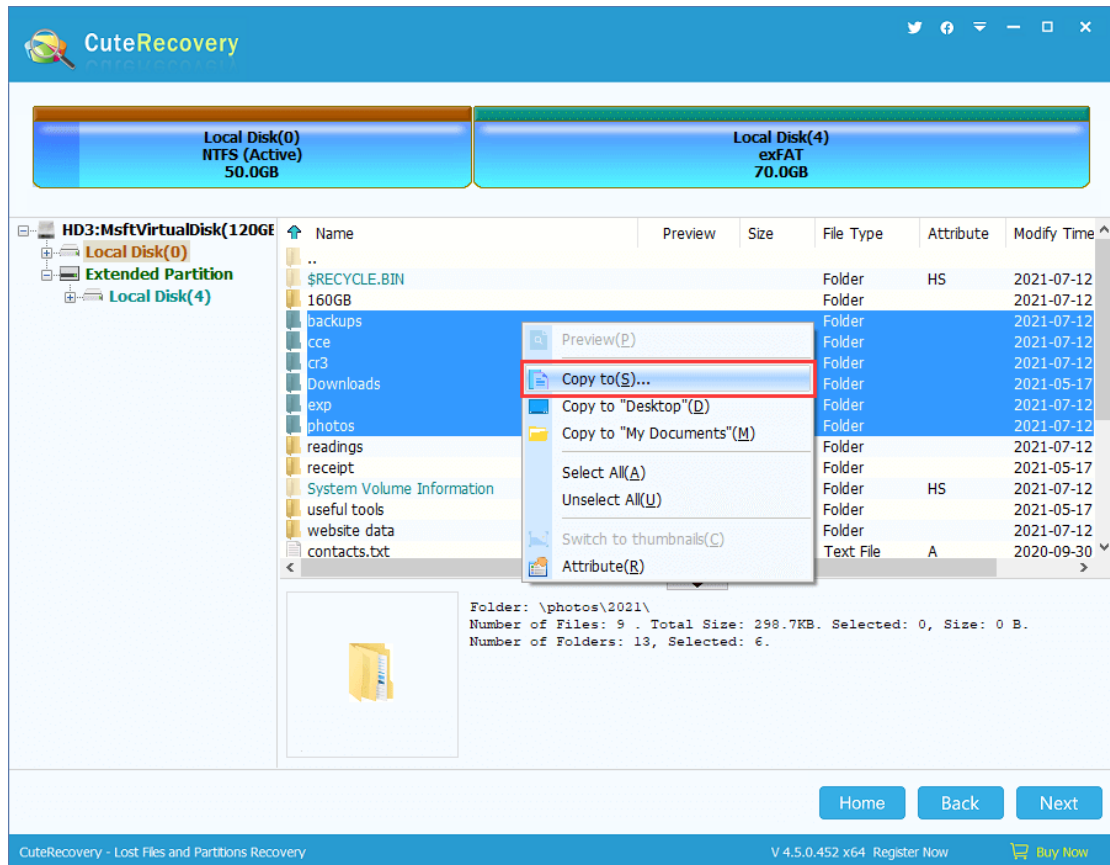 CuteRecovery
Local Disk(0)
NTFS (Active)
50.0GB
Local Disk(4)
exFAT
70.0GB
HD3:MsftVirtualDisk(120GE
Local Disk(0)
Extended Partition
Local Disk(4)
Name Preview Size File Type Attribute Modify Time
..
$RECYCLE.BIN Folder HS 2021-07-12
160GB Folder 2021-07-12
backups Folder 2021-07-12
cce Folder 2021-07-12
cr3 Folder 2021-07-12
Downloads Folder 2021-05-17
exp Folder 2021-07-12
photos Folder 2021-07-12
readings Folder 2021-07-12
receipt Folder 2021-05-17
System Volume Information Folder HS 2021-07-12
useful tools Folder 2021-05-17
website data Folder 2021-07-12
contacts.txt Text File A 2020-09-30
Preview(P)
Copy to(S)...
Copy to "Desktop"(D)
Copy to "My Documents"(M)
Select All(A)
Unselect All(U)
Switch to thumbnails(C)
Attribute(R)
Folder: \photos\2021\
Number of Files: 9 . Total Size: 298.7KB. Selected: 0, Size: 0 B.
Number of Folders: 13, Selected: 6.
Home Back Next
CuteRecovery - Lost Files and Partitions Recovery V 4.5.0.452 x64 Register Now Buy Now